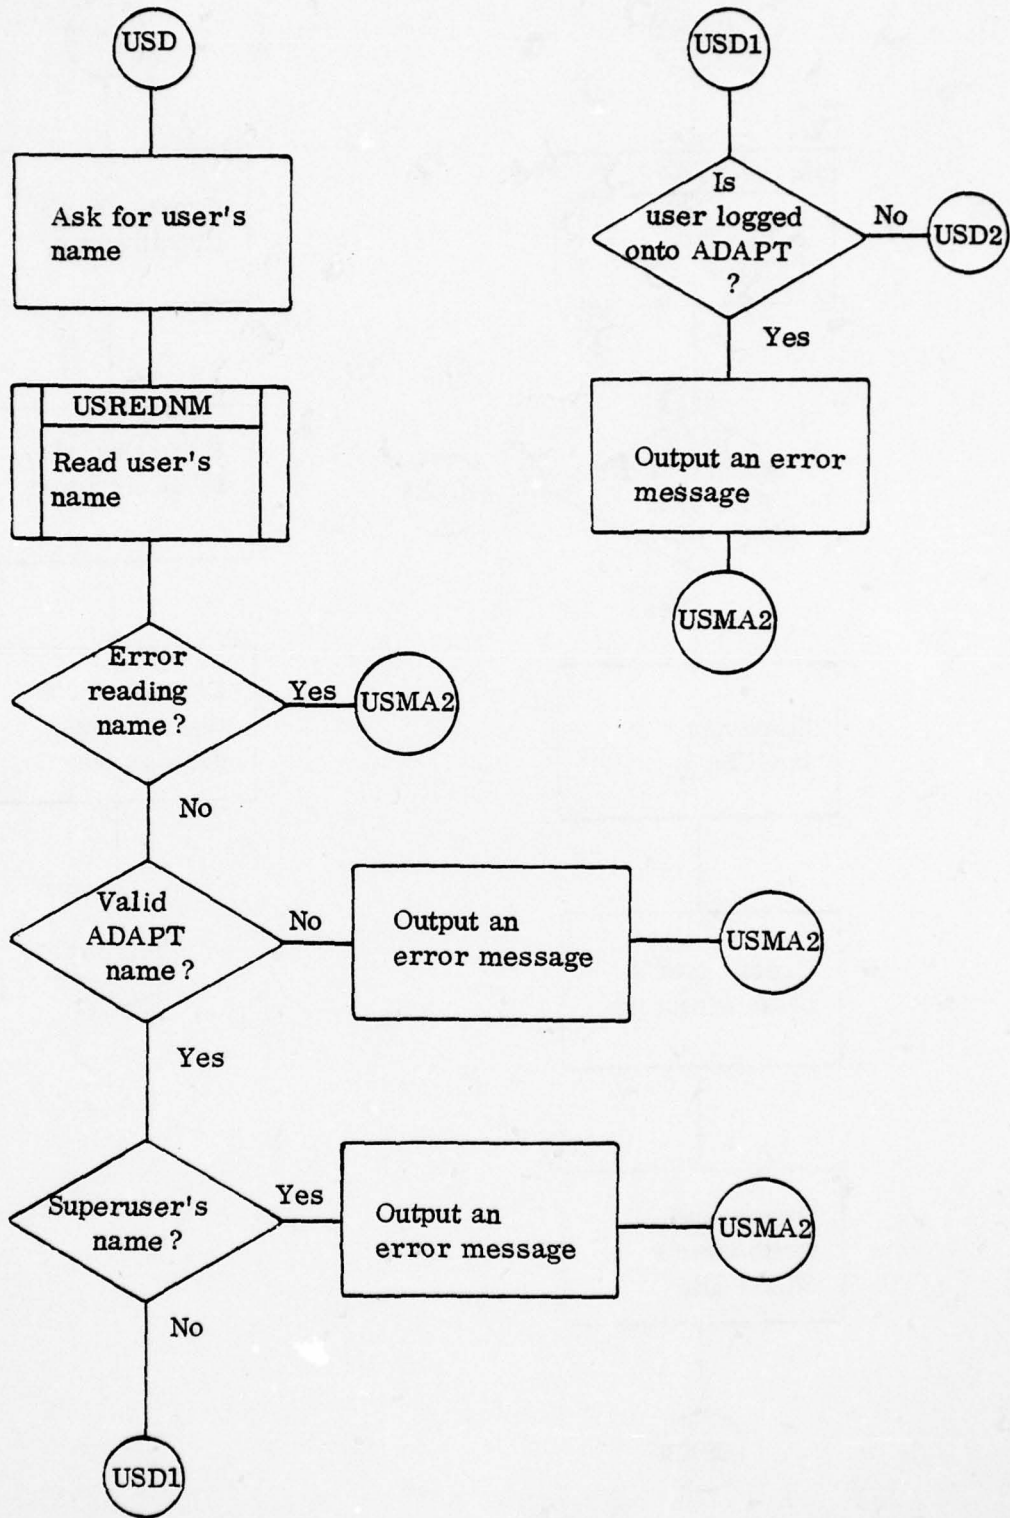 USD
Ask for user's
name
USREDNM
Read user's
name
Error
reading
name?
Yes
USMA2
No
Valid
ADAPT
name?
No
Output an
error message
USMA2
Yes
Superuser's
name?
Yes
Output an
error message
USMA2
No
USD1
USD1
Is
user logged
onto ADAPT
?
No
USD2
Yes
Output an error
message
USMA2